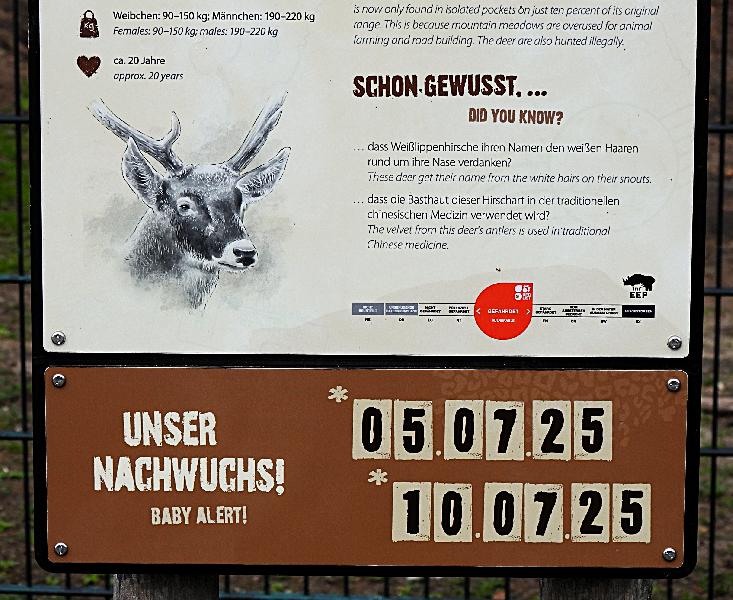 is now only found in isolated pockets on just ten percent of its original
range. This is because mountain meadows are overused for animal
farming and road building. The deer are also hunted illegally.
Kg
Weibchen: 90–150 kg; Männchen: 190–220 kg
Females: 90–150 kg; males: 190–220 kg
ca. 20 Jahre
approx. 20 years
SCHON GEWUSST, ...
DID YOU KNOW?
... dass Weißlippenhirsche ihren Namen den weißen Haaren
rund um ihre Nase verdanken?
These deer get their name from the white hairs on their snouts.
... dass die Basthaut dieser Hirschart in der traditionellen
chinesischen Medizin verwendet wird?
The velvet from this deer's antlers is used in traditional
Chinese medicine.
EEP
GEFÄHRDET
UNSER
NACHWUCHS!
BABY ALERT!
* 05.07.25
* 10.07.25